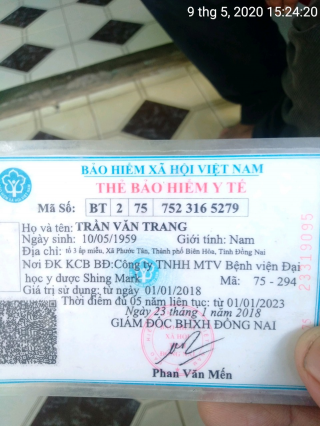 9 thg 5, 2020 15:24:20
BẢO HIỂM XÃ HỘI VIỆT NAM
THẺ BẢO HIỂM Y TẾ
Mã Số: BT 2 75 752 316 5279
Họ và tên: TRẦN VĂN TRANG
Ngày sinh: 10/05/1959 Giới tính: Nam
Địa chỉ: tổ 3 ấp miễu, Xã Phước Tân, Thành phố Biên Hòa, Tỉnh Đồng Nai
Nơi ĐK KCB BĐ: Công ty TNHH MTV Bệnh viện Đại
học y dược Shing Mark Mã: 75 - 294
Giá trị sử dụng: từ ngày 01/01/2018
Thời điểm đủ 05 năm liên tục: từ 01/01/2023
Ngày 23 tháng 1 năm 2018
GIÁM ĐỐC BHXH ĐỒNG NAI
Phan Văn Mến